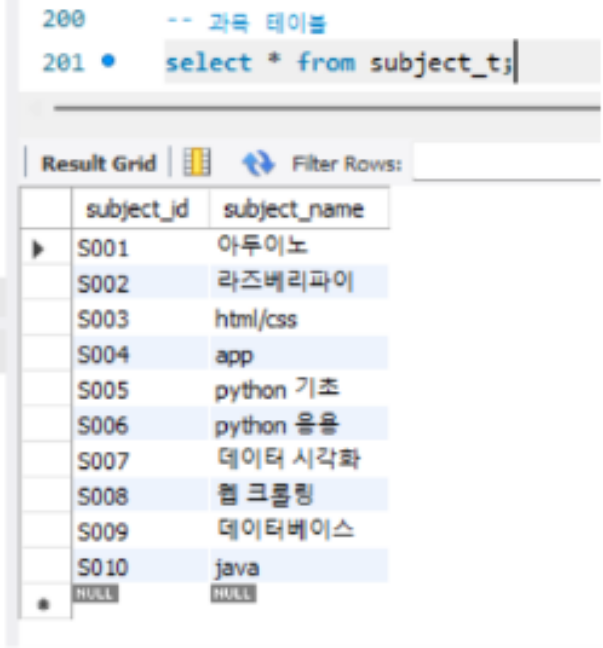 200 -- 과목 테이블
201 select * from subject_t;
Result Grid Filter Rows:
subject_id subject_name
S001 아두이노
S002 라즈베리파이
S003 html/css
S004 app
S005 python 기초
S006 python 응용
S007 데이터 시각화
S008 웹 크롤링
S009 데이터베이스
S010 java
NULL NULL